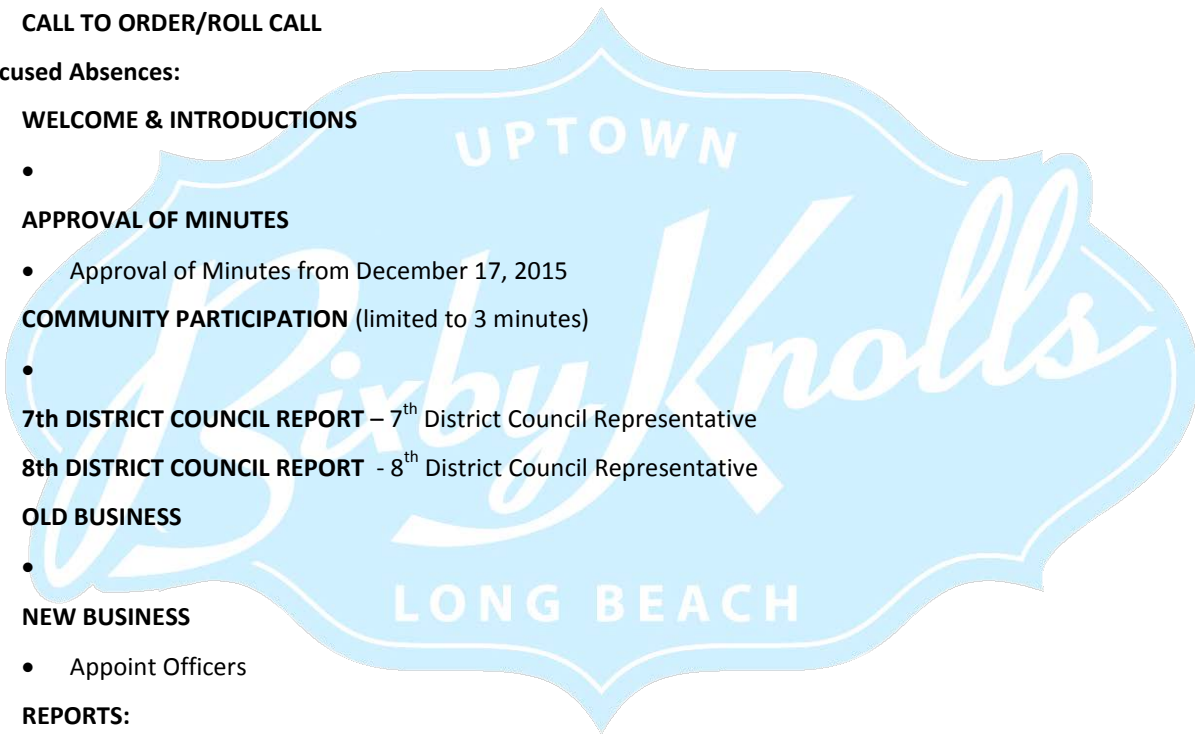 CALL TO ORDER/ROLL CALL
cused Absences:
WELCOME & INTRODUCTIONS
•
APPROVAL OF MINUTES
• Approval of Minutes from December 17, 2015
COMMUNITY PARTICIPATION (limited to 3 minutes)
•
7th DISTRICT COUNCIL REPORT – 7th District Council Representative
8th DISTRICT COUNCIL REPORT - 8th District Council Representative
OLD BUSINESS
•
NEW BUSINESS
• Appoint Officers
REPORTS:
UPTOWN
Bixby Knolls
LONG BEACH